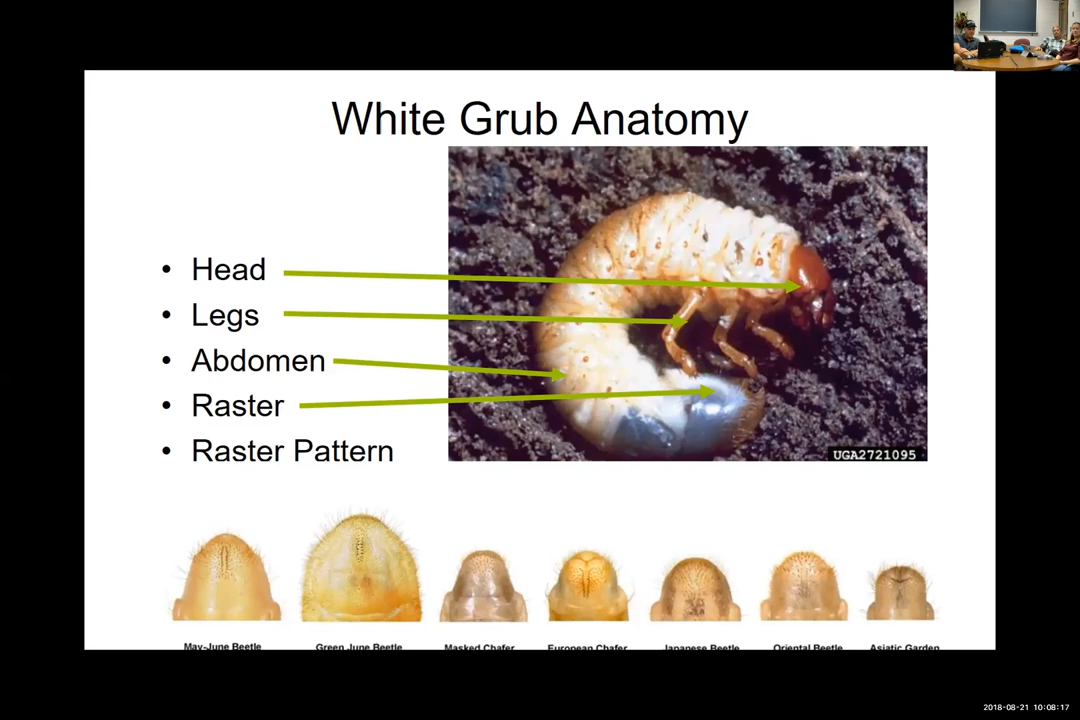 White Grub Anatomy
• Head
• Legs
• Abdomen
• Raster
• Raster Pattern
UGA2721095
May-June Beetle
Green June Beetle
Masked Chafer
European Chafer
Japanese Beetle
Oriental Beetle
Asiatic Garden
2018-08-21 10:08:17